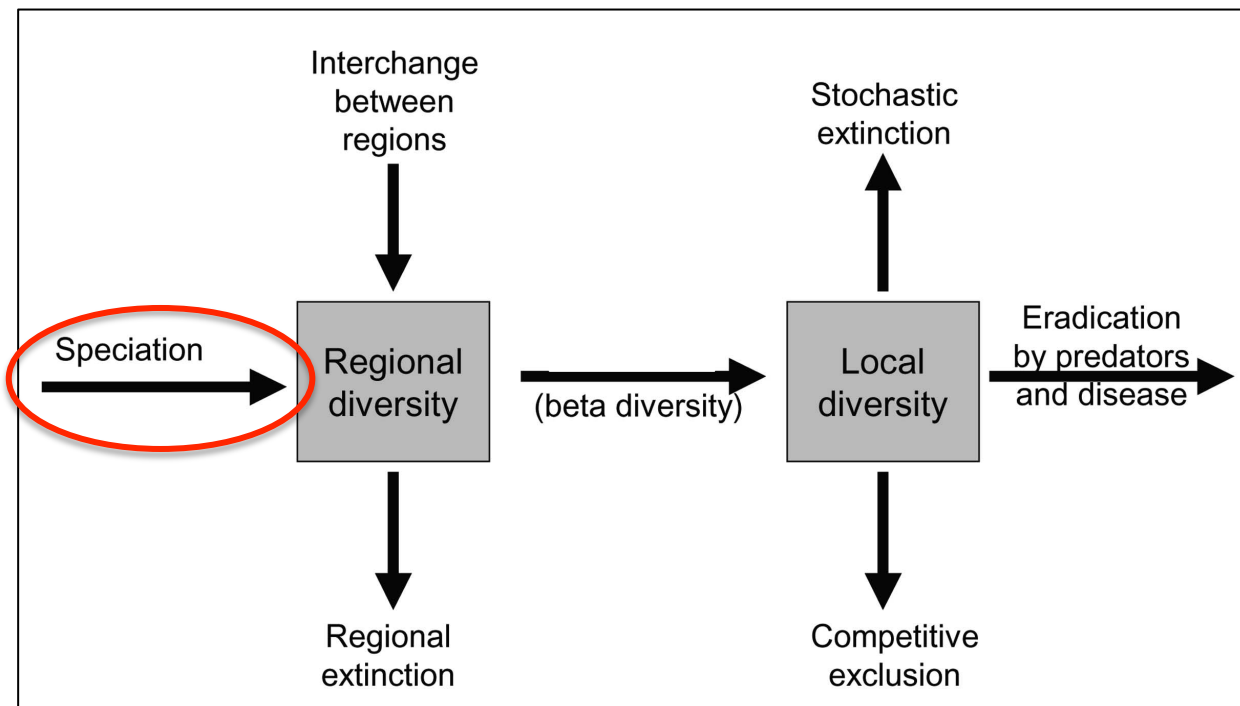 Interchange
between
regions
Stochastic
extinction
Speciation
Regional
diversity
(beta diversity)
Local
diversity
Eradication
by predators
and disease
Regional
extinction
Competitive
exclusion